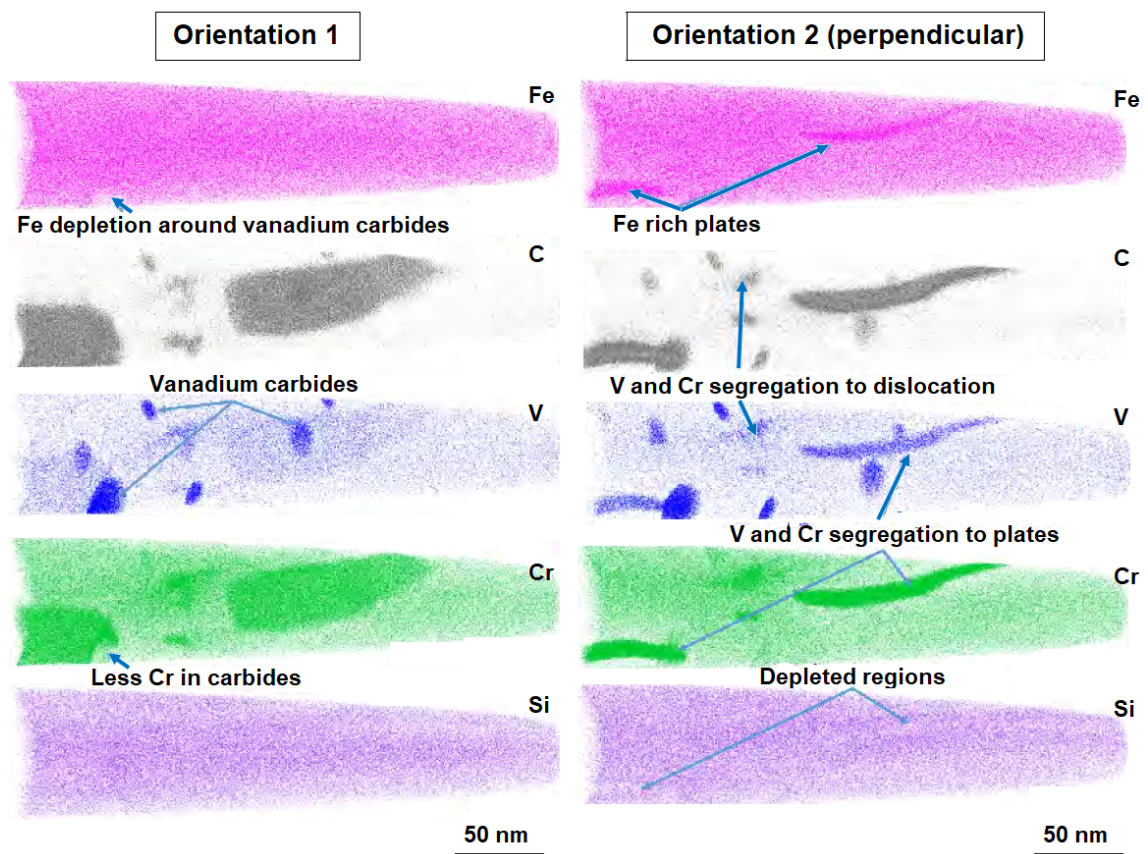 Orientation 1
Orientation 2 (perpendicular)
Fe
Fe
Fe depletion around vanadium carbides
Fe rich plates
C
C
Vanadium carbides
V and Cr segregation to dislocation
V
V
V and Cr segregation to plates
Cr
Cr
Less Cr in carbides
Depleted regions
Si
Si
50 nm
50 nm